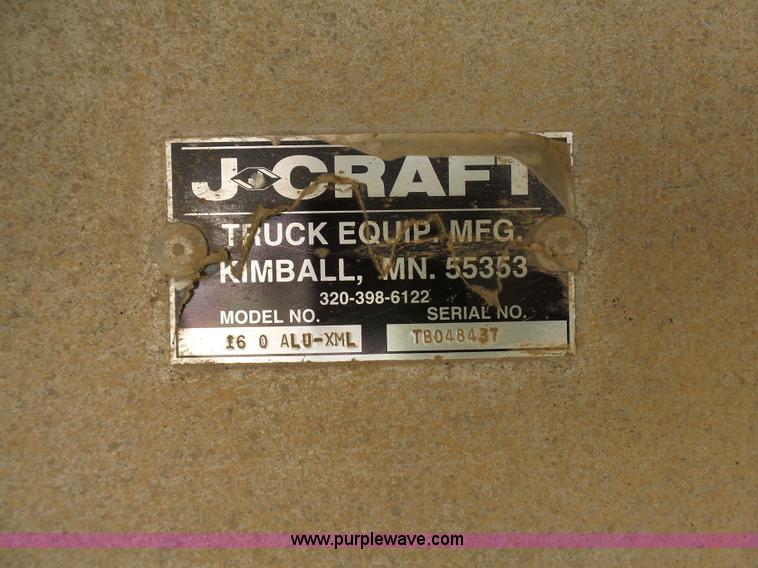 J-CRAFT
TRUCK EQUIP. MFG.
KIMBALL, MN. 55353
320-398-6122
MODEL NO. SERIAL NO.
16 0 ALU-XML TB048437
www.purplewave.com